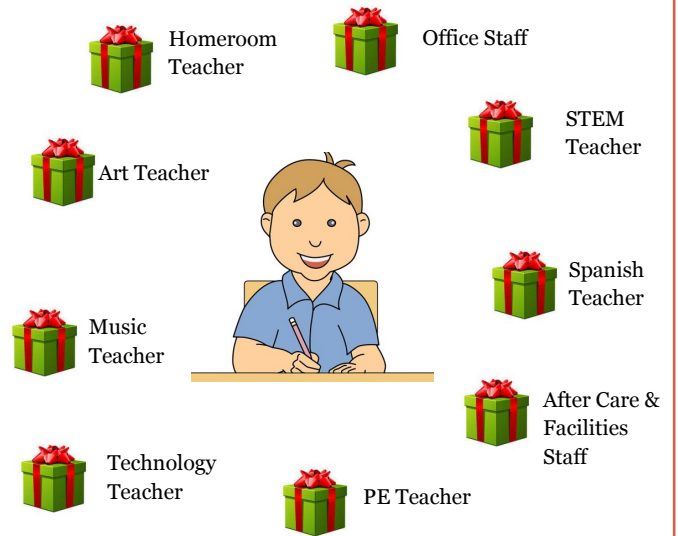 Homeroom
Teacher
Office Staff
STEM
Teacher
Art Teacher
Spanish
Teacher
Music
Teacher
After Care &
Facilities
Staff
Technology
Teacher
PE Teacher